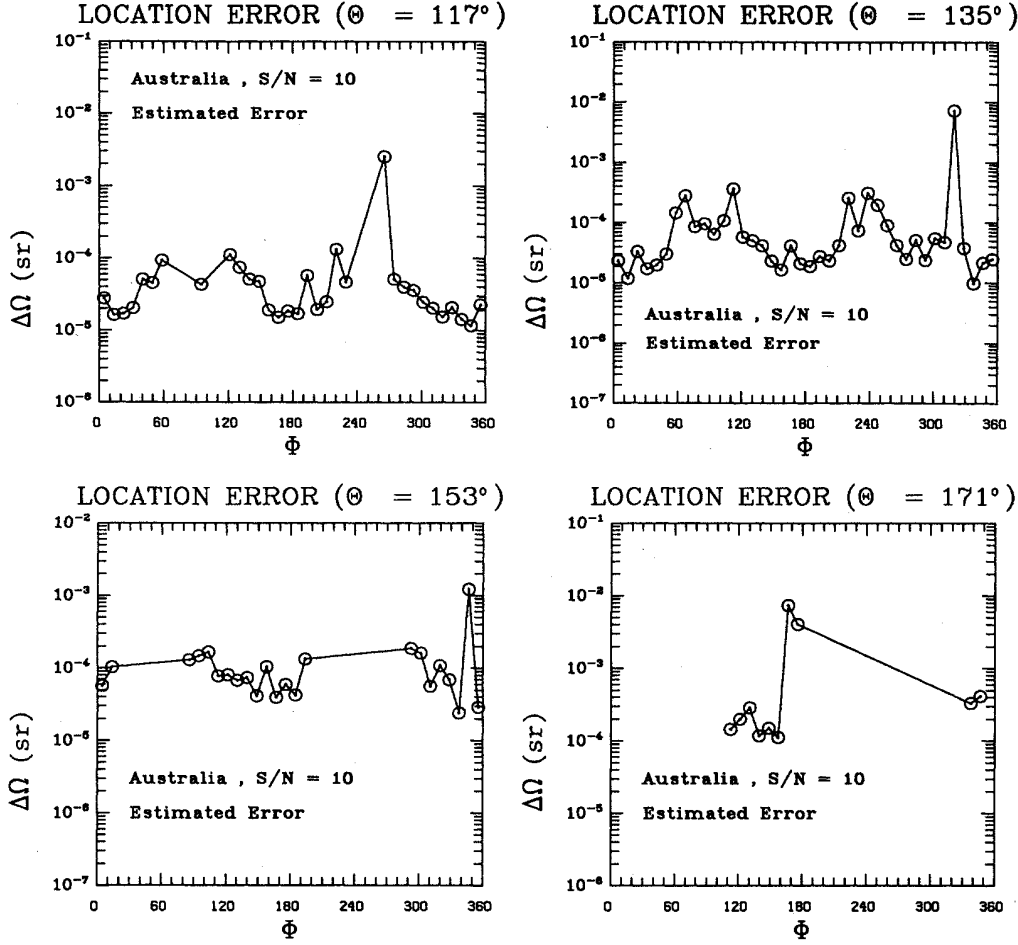 LOCATION ERROR (Θ = 117°)
10⁻¹
10⁻²
10⁻³
10⁻⁴
10⁻⁵
10⁻⁶
ΔΩ (sr)
Australia , S/N = 10
Estimated Error
0 60 120 180 240 300 360
Φ
LOCATION ERROR (Θ = 135°)
10⁻¹
10⁻²
10⁻³
10⁻⁴
10⁻⁵
10⁻⁶
10⁻⁷
ΔΩ (sr)
Australia , S/N = 10
Estimated Error
0 60 120 180 240 300 360
Φ
LOCATION ERROR (Θ = 153°)
10⁻²
10⁻³
10⁻⁴
10⁻⁵
10⁻⁶
10⁻⁷
ΔΩ (sr)
Australia , S/N = 10
Estimated Error
0 60 120 180 240 300 360
Φ
LOCATION ERROR (Θ = 171°)
10⁻¹
10⁻²
10⁻³
10⁻⁴
10⁻⁵
10⁻⁶
ΔΩ (sr)
Australia , S/N = 10
Estimated Error
0 60 120 180 240 300 360
Φ